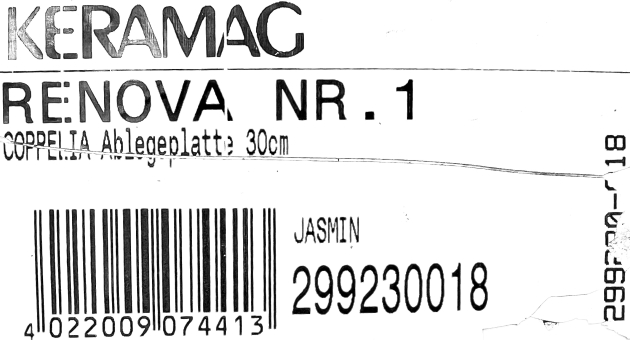 KERAMAG
RENOVA NR.1
COPPELIA Ablegeplatte 30cm
JASMIN
299230018
4 022009 074413